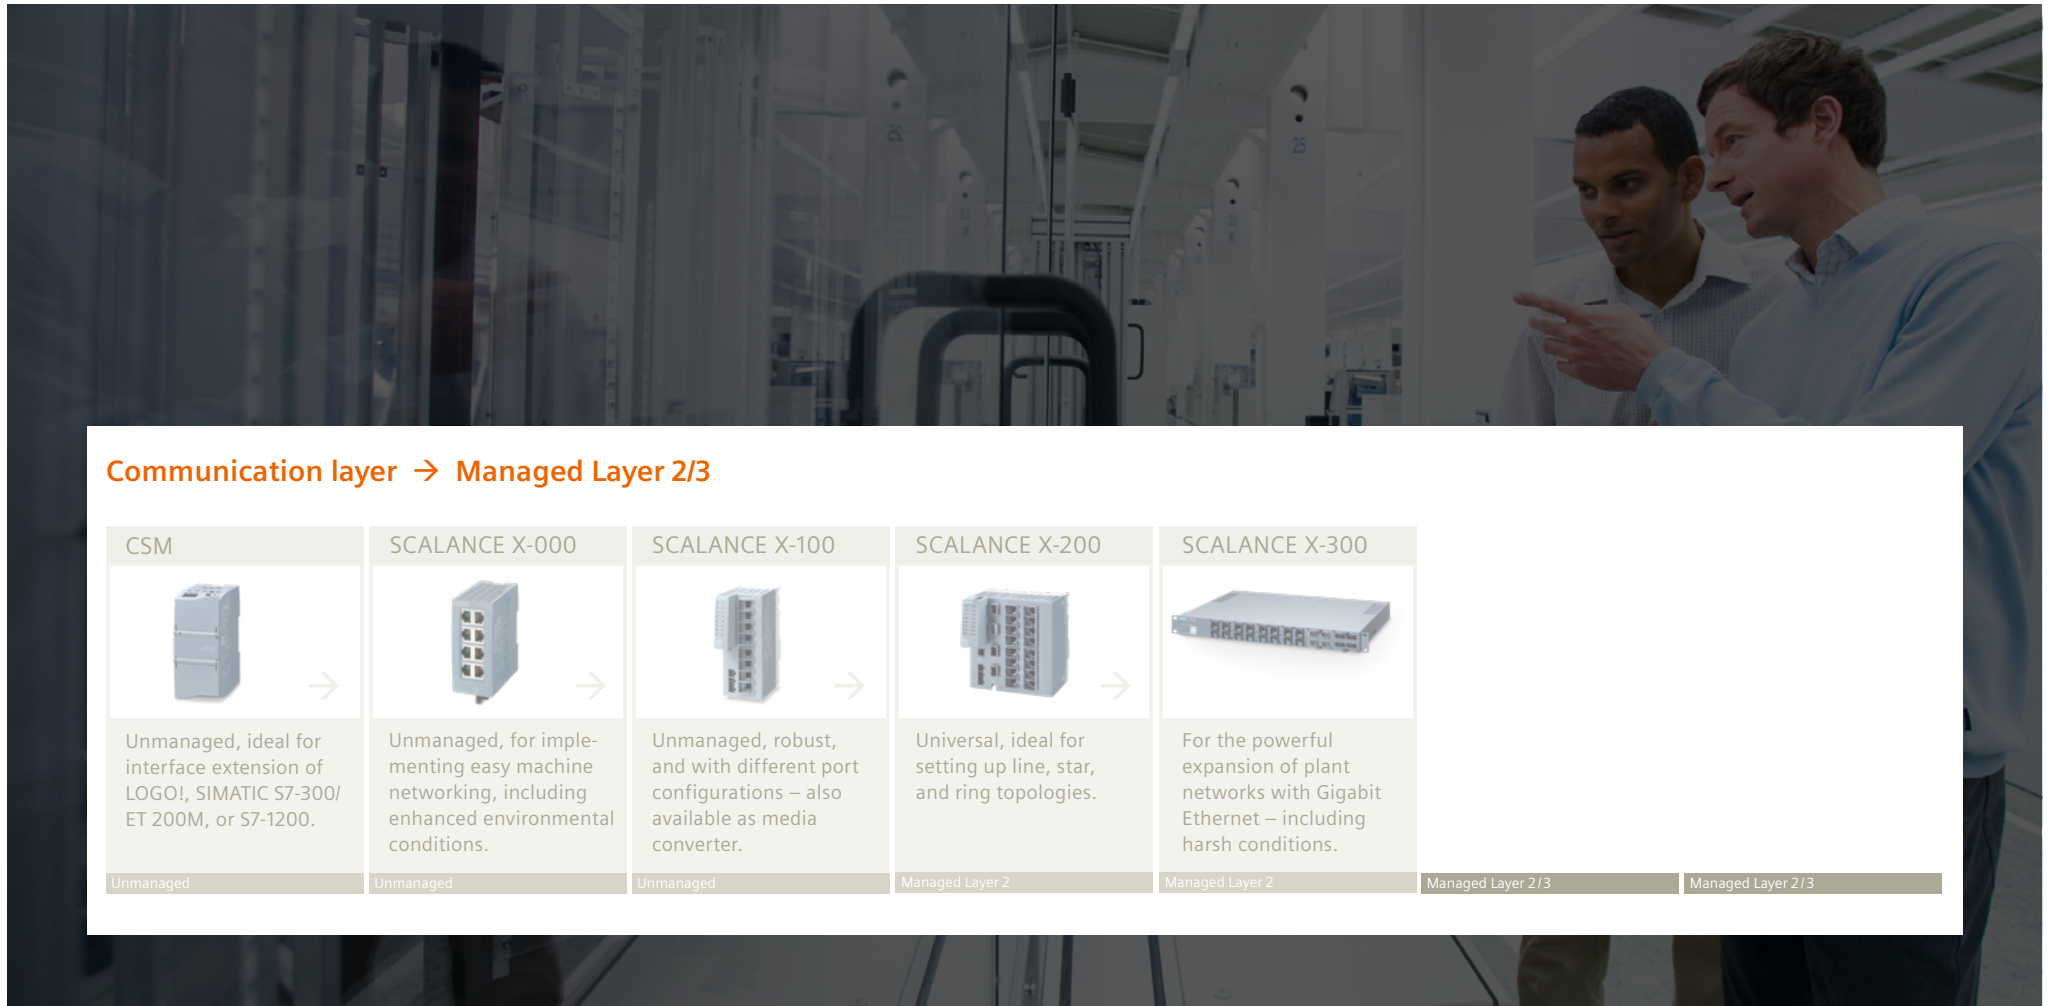 Communication layer → Managed Layer 2/3
CSM
Unmanaged, ideal for
interface extension of
LOGO!, SIMATIC S7-300/
ET 200M, or S7-1200.
Unmanaged
SCALANCE X-000
Unmanaged, for imple-
menting easy machine
networking, including
enhanced environmental
conditions.
Unmanaged
SCALANCE X-100
Unmanaged, robust,
and with different port
configurations – also
available as media
converter.
Unmanaged
SCALANCE X-200
Universal, ideal for
setting up line, star,
and ring topologies.
Managed Layer 2
SCALANCE X-300
For the powerful
expansion of plant
networks with Gigabit
Ethernet – including
harsh conditions.
Managed Layer 2
Managed Layer 2/3
Managed Layer 2/3
25
25